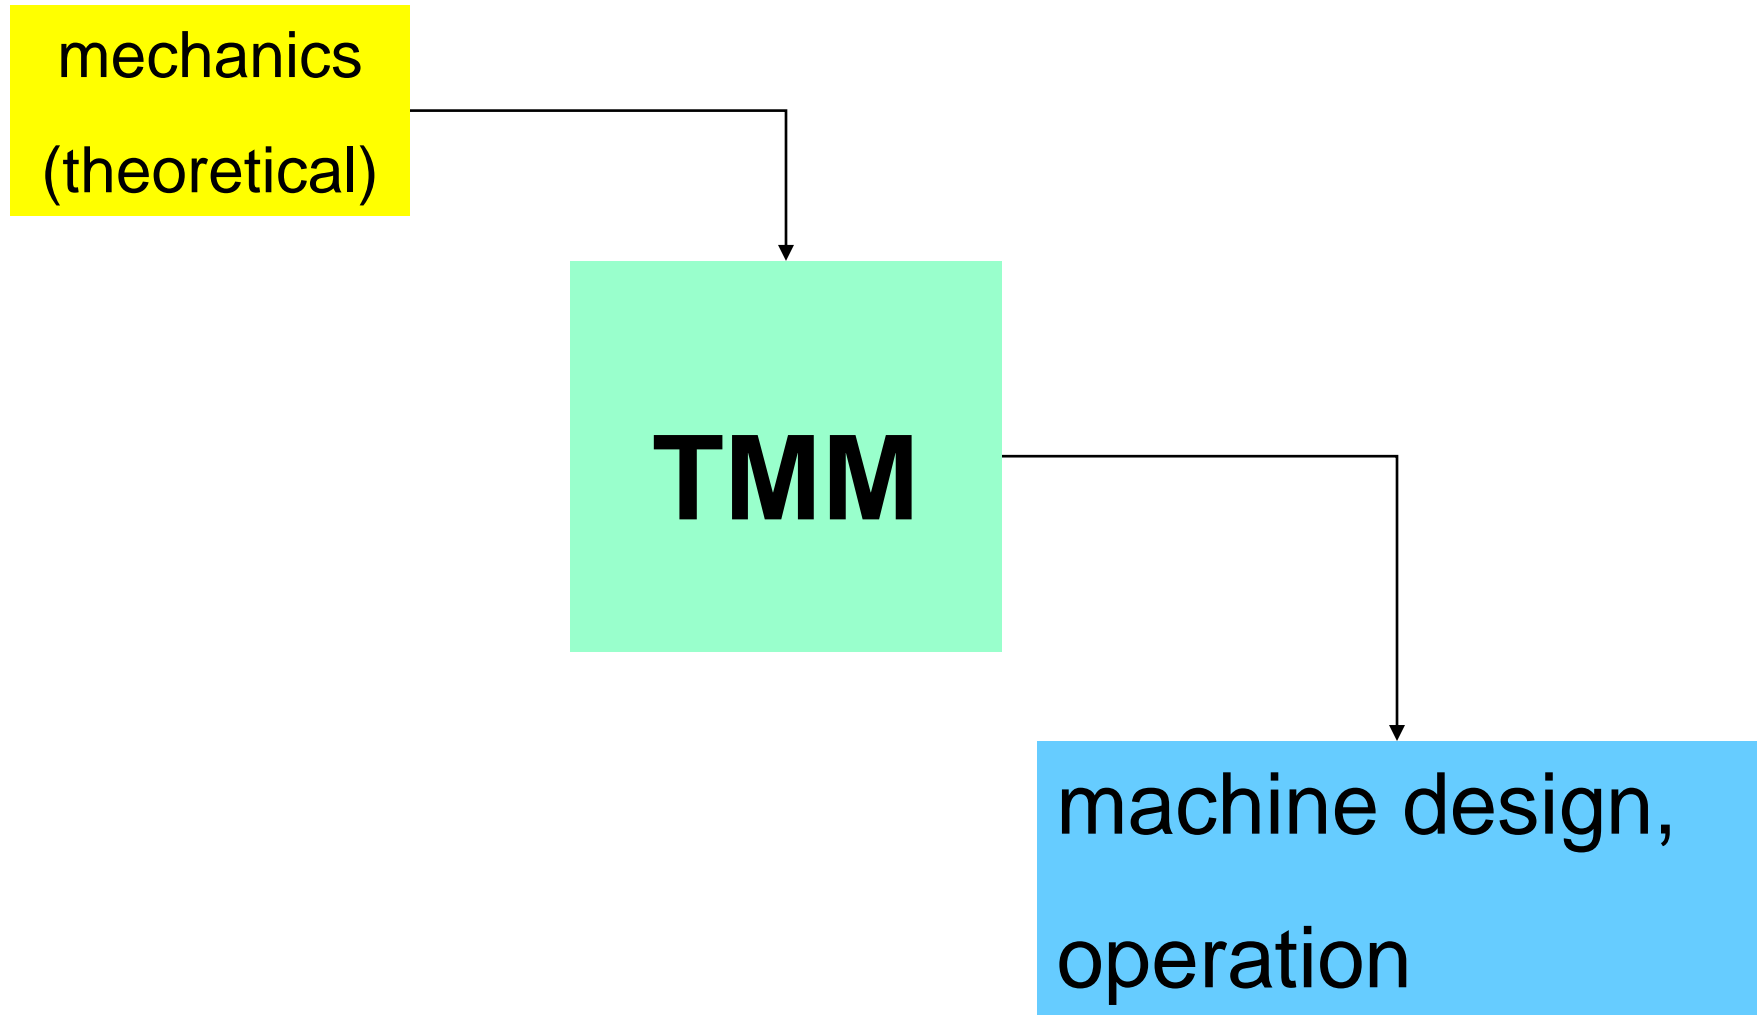 mechanics
(theoretical)
TMM
machine design,
operation